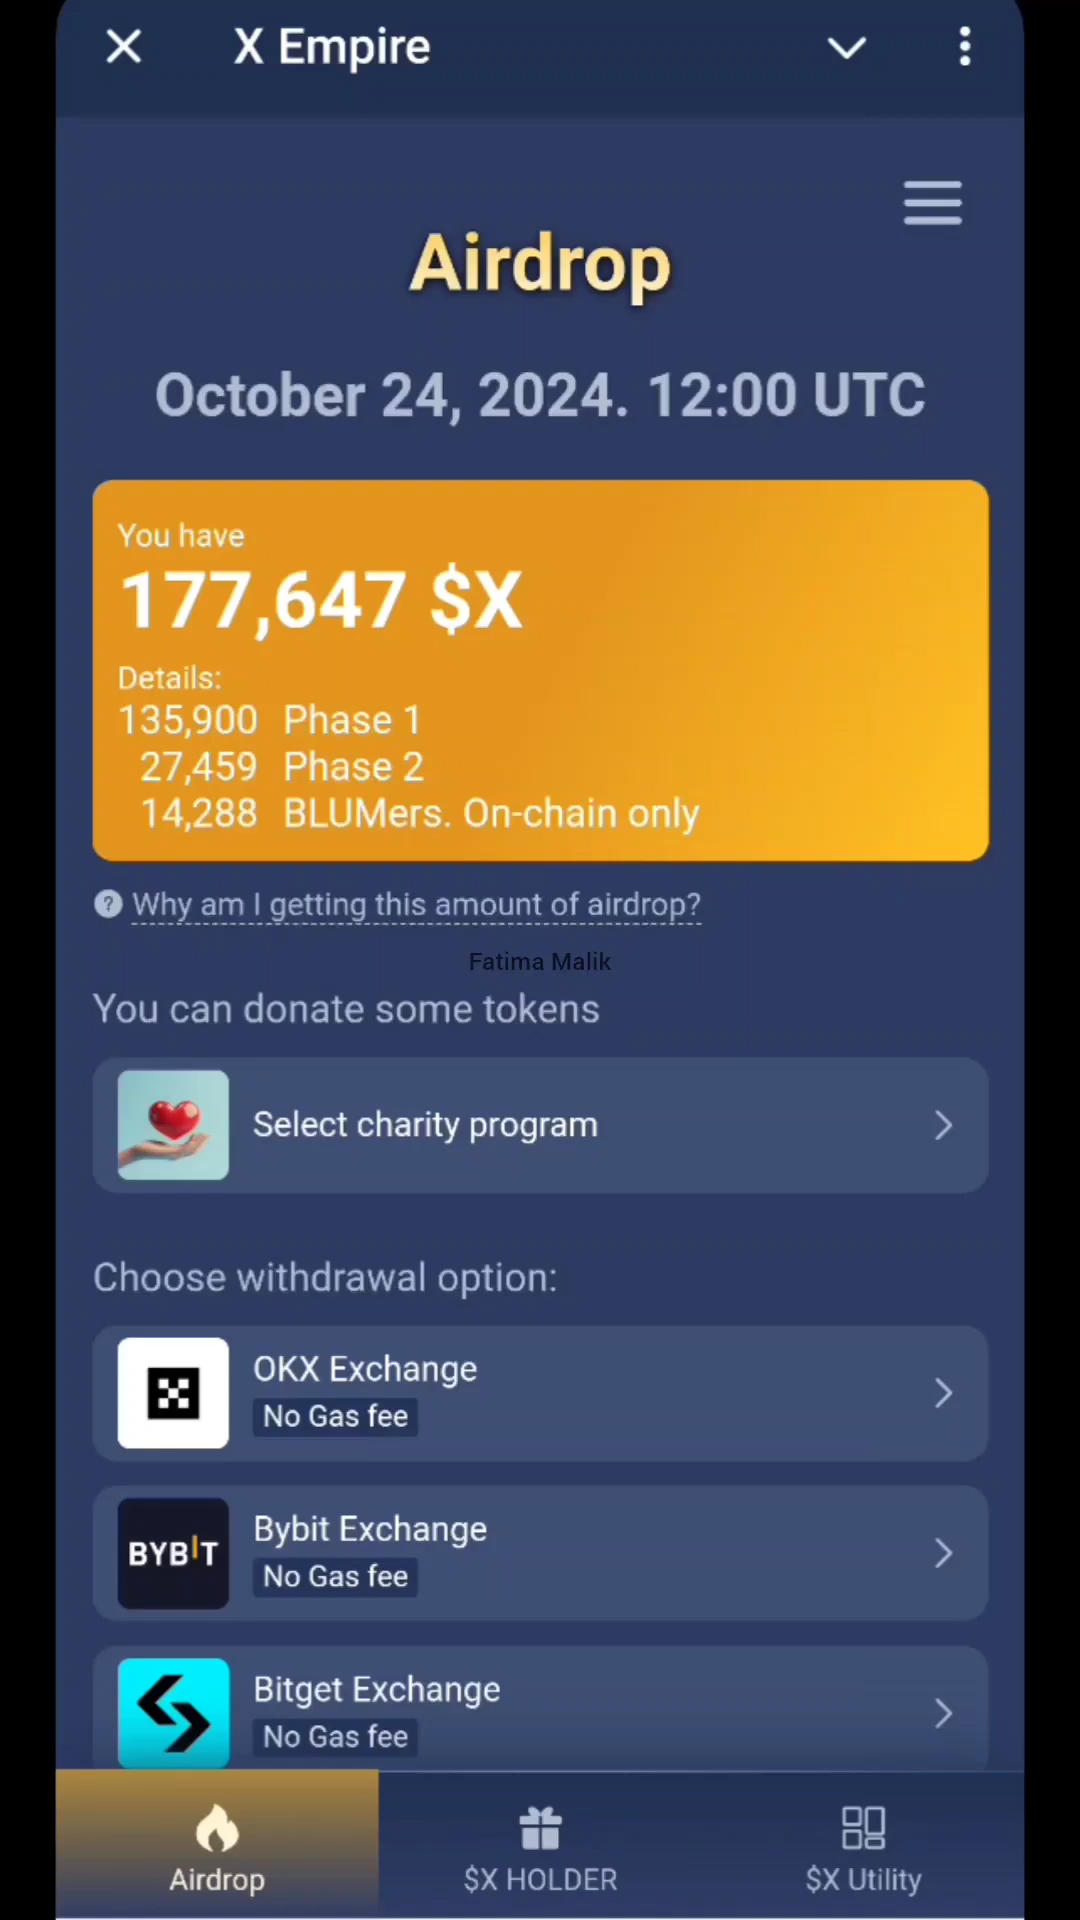 X Empire
Airdrop
October 24, 2024. 12:00 UTC
You have
177,647 $X
Details:
135,900 Phase 1
27,459 Phase 2
14,288 BLUMers. On-chain only
? Why am I getting this amount of airdrop?
Fatima Malik
You can donate some tokens
Select charity program
Choose withdrawal option:
OKX Exchange
No Gas fee
BYBIT
Bybit Exchange
No Gas fee
Bitget Exchange
No Gas fee
Airdrop
$X HOLDER
$X Utility